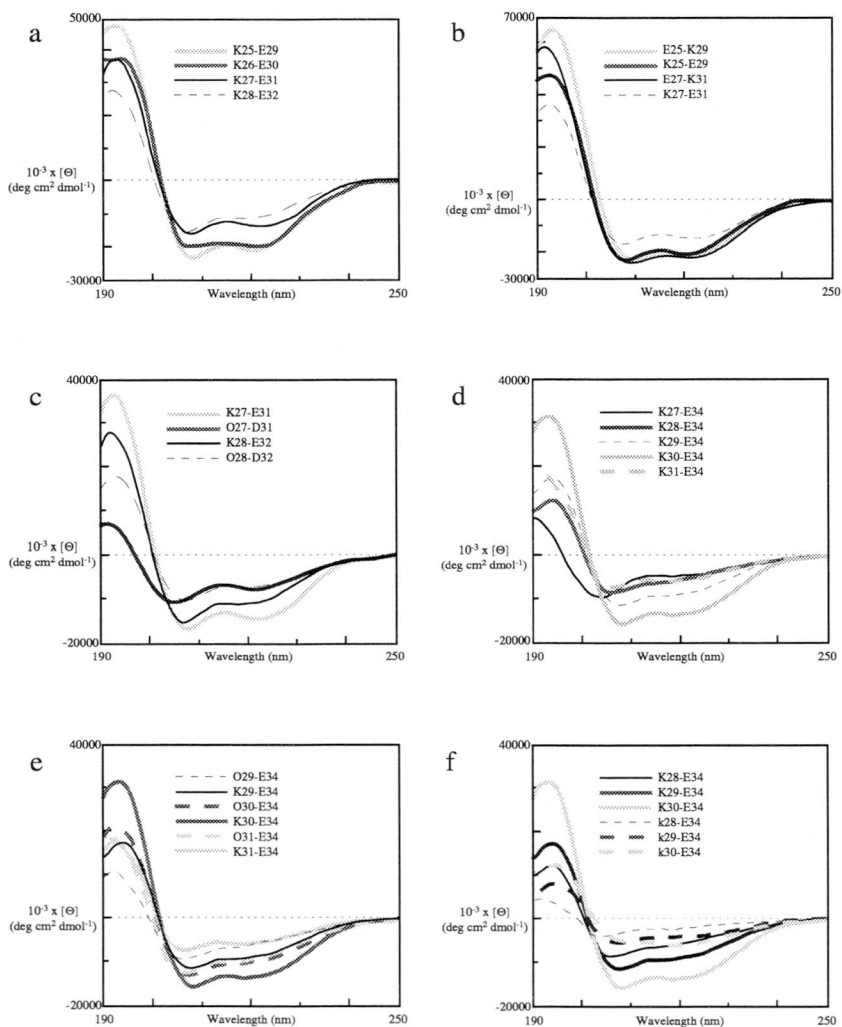 a
50000
K25-E29
K26-E30
K27-E31
K28-E32
10⁻³ x [Θ]
(deg cm² dmol⁻¹)
-30000
190
Wavelength (nm)
250
b
70000
E25-K29
K25-E29
E27-K31
K27-E31
10⁻³ x [Θ]
(deg cm² dmol⁻¹)
-30000
190
Wavelength (nm)
250
c
40000
K27-E31
O27-D31
K28-E32
O28-D32
10⁻³ x [Θ]
(deg cm² dmol⁻¹)
-20000
190
Wavelength (nm)
250
d
40000
K27-E34
K28-E34
K29-E34
K30-E34
K31-E34
10⁻³ x [Θ]
(deg cm² dmol⁻¹)
-20000
190
Wavelength (nm)
250
e
40000
O29-E34
K29-E34
O30-E34
K30-E34
O31-E34
K31-E34
10⁻³ x [Θ]
(deg cm² dmol⁻¹)
-20000
190
Wavelength (nm)
250
f
40000
K28-E34
K29-E34
K30-E34
k28-E34
k29-E34
k30-E34
10⁻³ x [Θ]
(deg cm² dmol⁻¹)
-20000
190
Wavelength (nm)
250